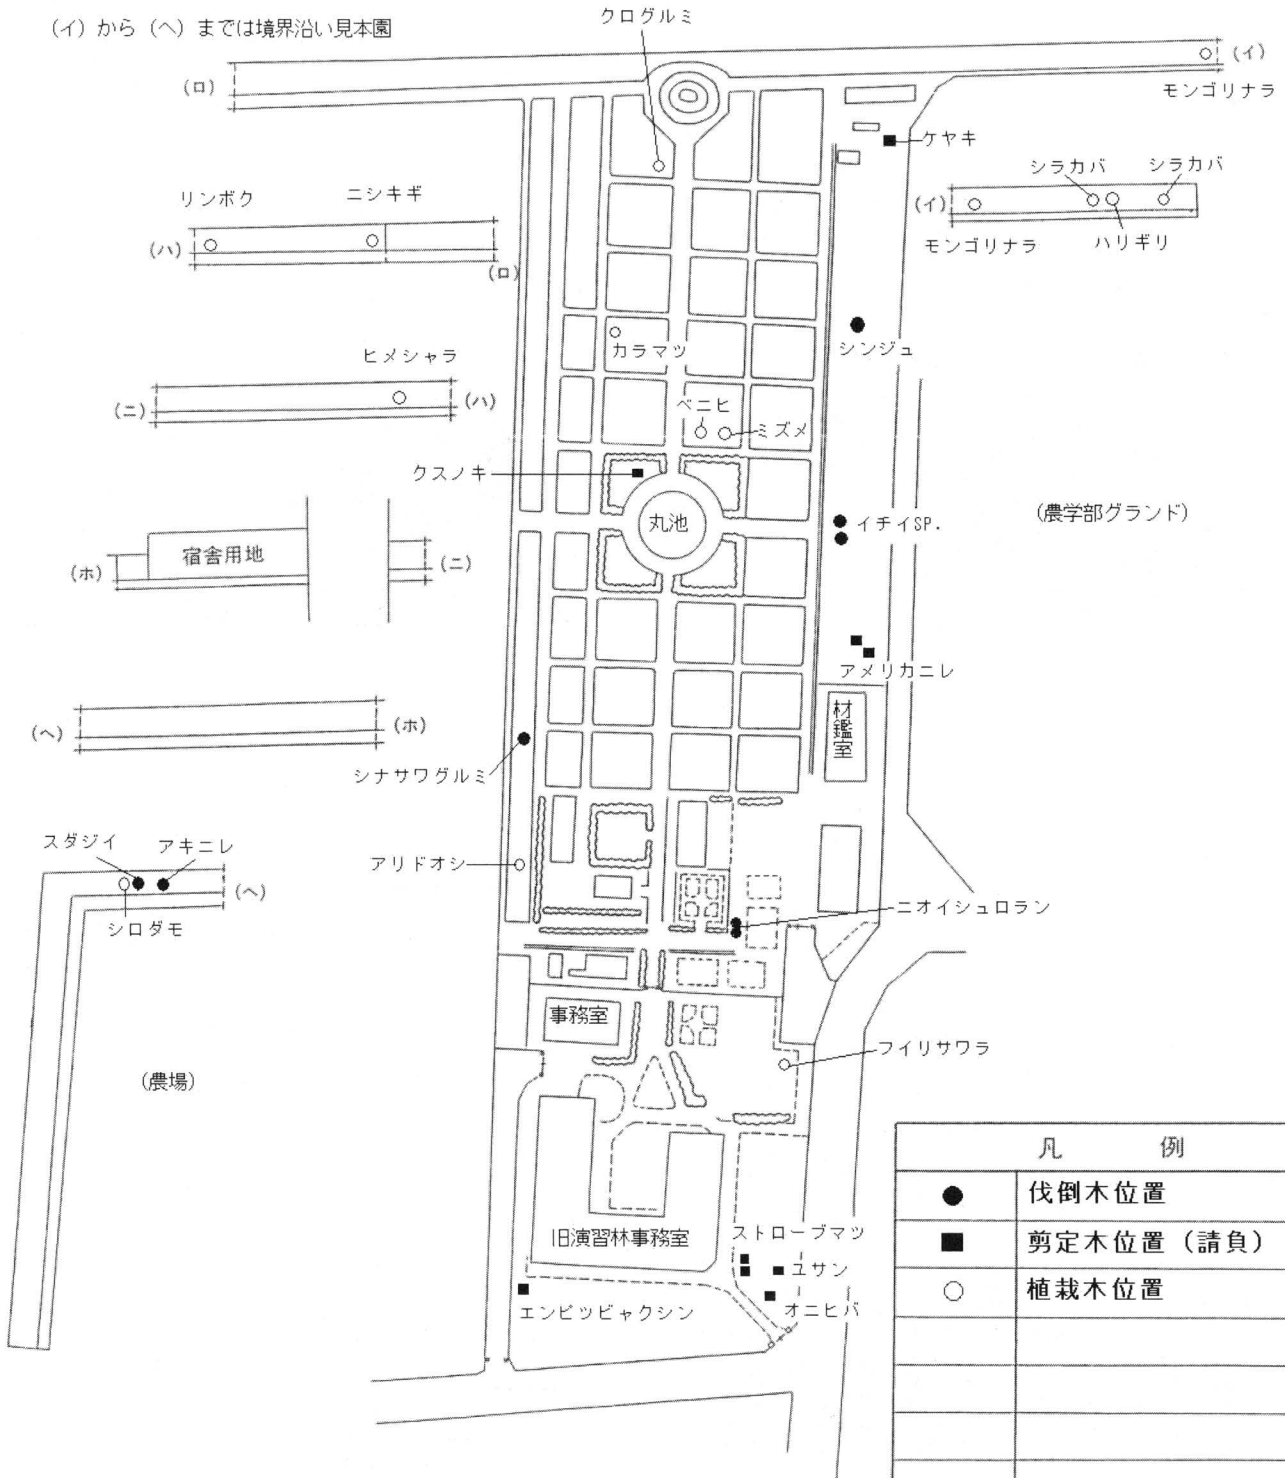 (イ) から (ヘ) までは境界沿い見本園
クログルミ
(ロ)
(イ)
モンゴリナラ
ケヤキ
シラカバ
シラカバ
(イ)
モンゴリナラ
ハリギリ
リンボク
ニシキギ
(ハ)
(ロ)
シンジュ
カラマツ
ヒメシャラ
(ニ)
(ハ)
ベニヒ
ミズメ
クスノキ
丸池
イチイSP.
(農学部グランド)
宿舎用地
(ホ)
(ニ)
アメリカニレ
材鑑室
(ヘ)
(ホ)
シナサワグルミ
スダジイ
アキニレ
(ヘ)
シロダモ
アリドオシ
ニオイシュロラン
事務室
フイリサワラ
(農場)
旧演習林事務室
ストローブマツ
ユサン
オニヒバ
エンピツビャクシン
凡 例
伐倒木位置
剪定木位置 (請負)
植栽木位置